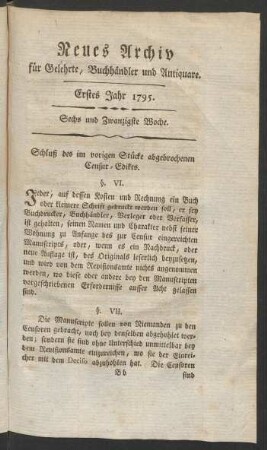 Neues Archiv
für Gelehrte, Buchhändler und Antiquare.
Erstes Jahr 1795.
Sechs und Zwanzigste Woche.
Schluß des im vorigen Stücke abgebrochenen
Censur-Edikts.
§. VI.
Jeder, auf dessen Kosten und Rechnung ein Buch
oder kleinere Schrift gedruckt werden soll, er sey
Buchdrucker, Buchhändler, Verleger oder Verfasser,
ist gehalten, seinen Namen und Charakter nebst seiner
Wohnung zu Anfange des zur Censur eingereichten
Manuscripts, oder, wenn es ein Nachdruck, oder
neue Auflage ist, des Originals leserlich beyzusetzen,
und wird von dem Revisionsamte nichts angenommen,
wo eine oder andere bey den Manuscripten
vorgeschriebenen Erfordernisse ausser Acht gelassen
sind.
§. VII.
Die Manuscripte sollen von Niemanden zu den
Censoren gebracht, noch bey denselben abgeholet wer-
den; sondern sie sind ohne Unterschied unmittelbar bey
dem Revisionsamte einzureichen, wo sie der Einrei-
cher mit dem Decisis abzuholen hat. Die Censoren
Bb
sind